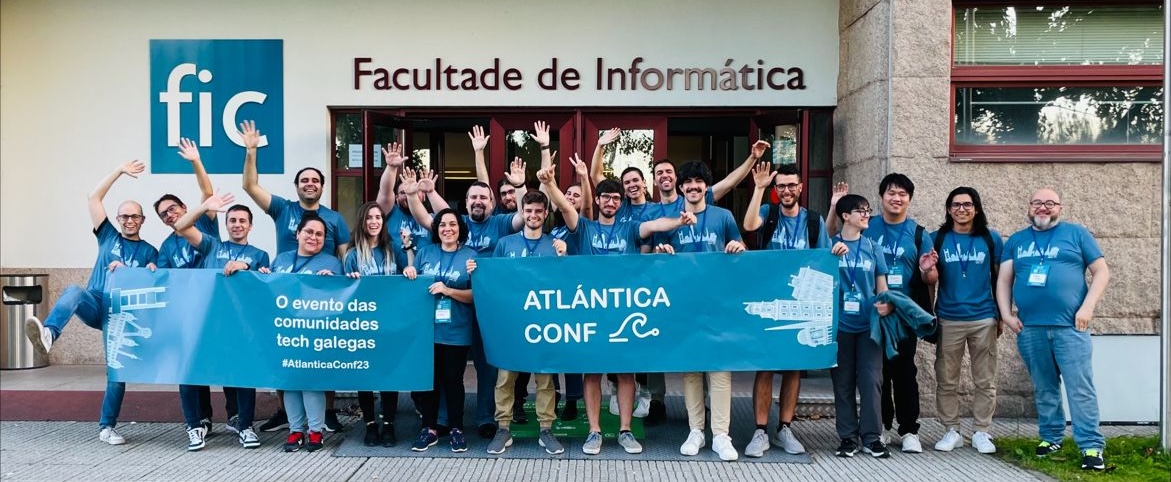 fic
Facultade de Informática
O evento das
comunidades
tech galegas
#AtlanticaConf23
ATLÁNTICA
CONF